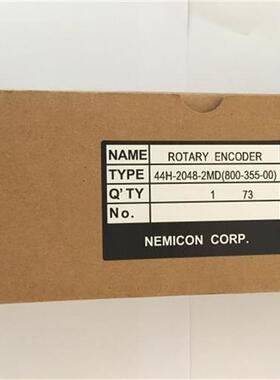 NAME ROTARY ENCODER
TYPE 44H-2048-2MD(800-355-00)
Q'TY 1 73
No.
NEMICON CORP.